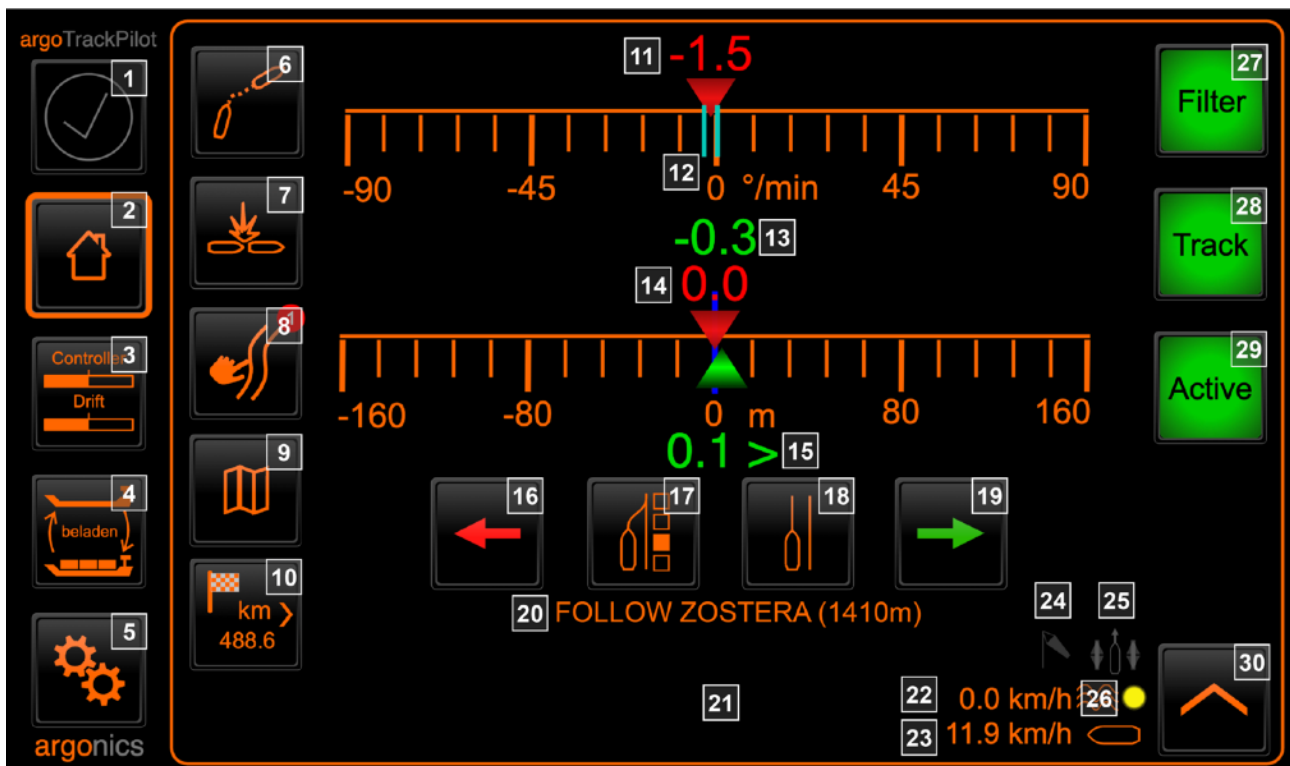 argoTrackPilot
1
2
Controller 3
Drift
4
beladen
5
argonics
6
7
8
9
10
km >
488.6
11 -1.5
12
-90 -45 0 °/min 45 90
-0.3 13
14 0.0
-160 -80 0 m 80 160
0.1 > 15
16 17 18 19
20 FOLLOW ZOSTERA (1410m)
21
24 25
22 0.0 km/h 26
23 11.9 km/h
27
Filter
28
Track
29
Active
30